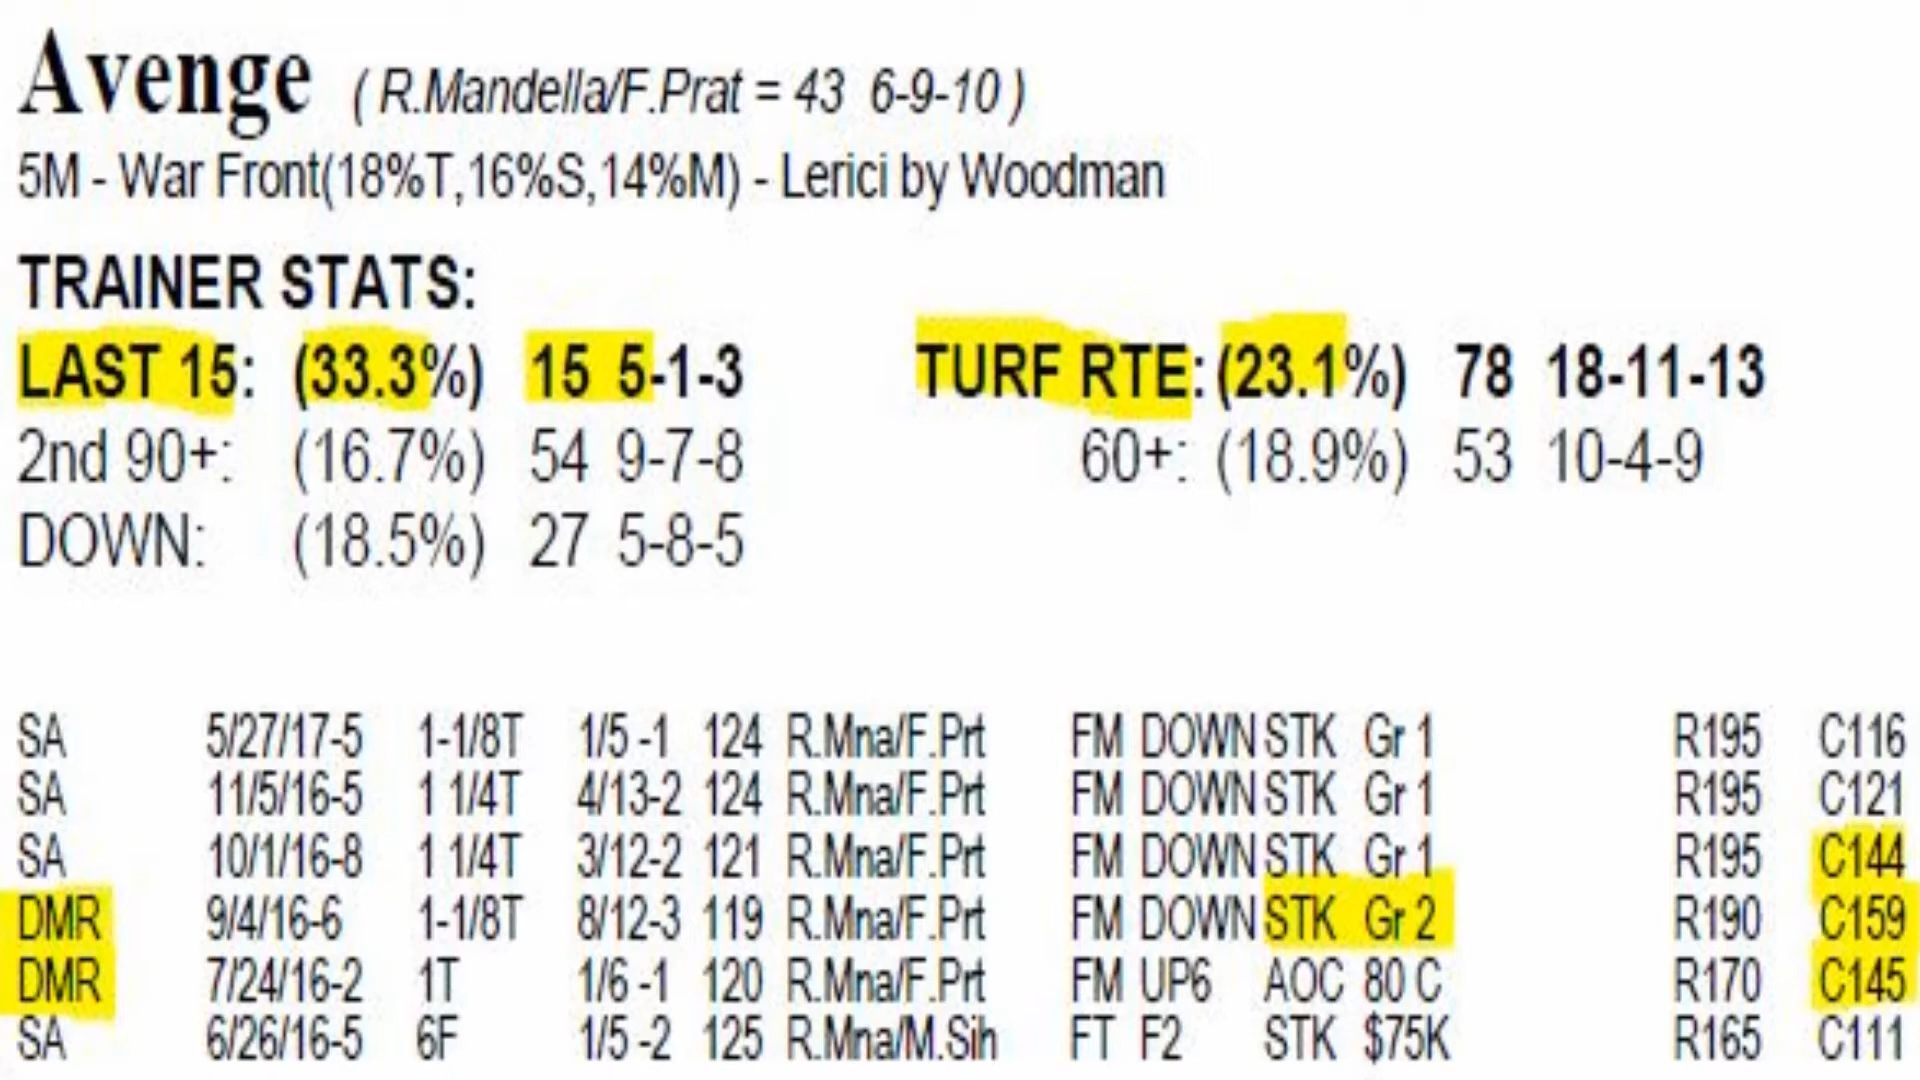 Avenge (R.Mandella/F.Prat = 43 6-9-10)
5M - War Front(18%T,16%S,14%M) - Lerici by Woodman
TRAINER STATS:
LAST 15: (33.3%) 15 5-1-3 TURF RTE: (23.1%) 78 18-11-13
2nd 90+: (16.7%) 54 9-7-8 60+: (18.9%) 53 10-4-9
DOWN: (18.5%) 27 5-8-5
SA 5/27/17-5 1-1/8T 1/5 -1 124 R.Mna/F.Prt FM DOWN STK Gr 1 R195 C116
SA 11/5/16-5 1 1/4T 4/13-2 124 R.Mna/F.Prt FM DOWN STK Gr 1 R195 C121
SA 10/1/16-8 1 1/4T 3/12-2 121 R.Mna/F.Prt FM DOWN STK Gr 1 R195 C144
DMR 9/4/16-6 1-1/8T 8/12-3 119 R.Mna/F.Prt FM DOWN STK Gr 2 R190 C159
DMR 7/24/16-2 1T 1/6 -1 120 R.Mna/F.Prt FM UP6 AOC 80 C R170 C145
SA 6/26/16-5 6F 1/5 -2 125 R.Mna/M.Sih FT F2 STK $75K R165 C111